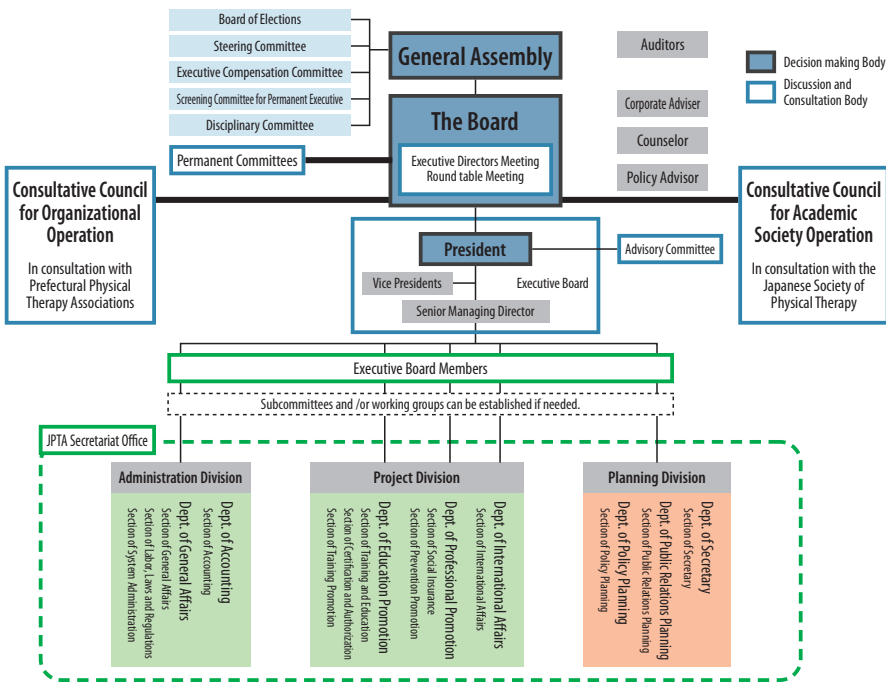 Board of Elections
Steering Committee
Executive Compensation Committee
Screening Committee for Permanent Executive
Disciplinary Committee
General Assembly
Auditors
Decision making Body
Discussion and
Consultation Body
The Board
Executive Directors Meeting
Round table Meeting
Corporate Adviser
Counselor
Policy Advisor
Permanent Committees
Consultative Council
for Organizational
Operation
In consultation with
Prefectural Physical
Therapy Associations
Consultative Council
for Academic
Society Operation
In consultation with the
Japanese Society of
Physical Therapy
President
Advisory Committee
Vice Presidents
Executive Board
Senior Managing Director
Executive Board Members
Subcommittees and /or working groups can be established if needed.
JPTA Secretariat Office
Administration Division
Dept. of Accounting
Section of Accounting
Dept. of General Affairs
Section of General Affairs
Section of Labor, Laws and Regulations
Section of System Administration
Project Division
Dept. of International Affairs
Section of International Affairs
Dept. of Professional Promotion
Section of Social Insurance
Section of Prevention Promotion
Dept. of Education Promotion
Section of Training and Education
Section of Certification and Authorization
Section of Training Promotion
Planning Division
Dept. of Secretary
Section of Secretary
Dept. of Public Relations Planning
Section of Public Relations Planning
Dept. of Policy Planning
Section of Policy Planning